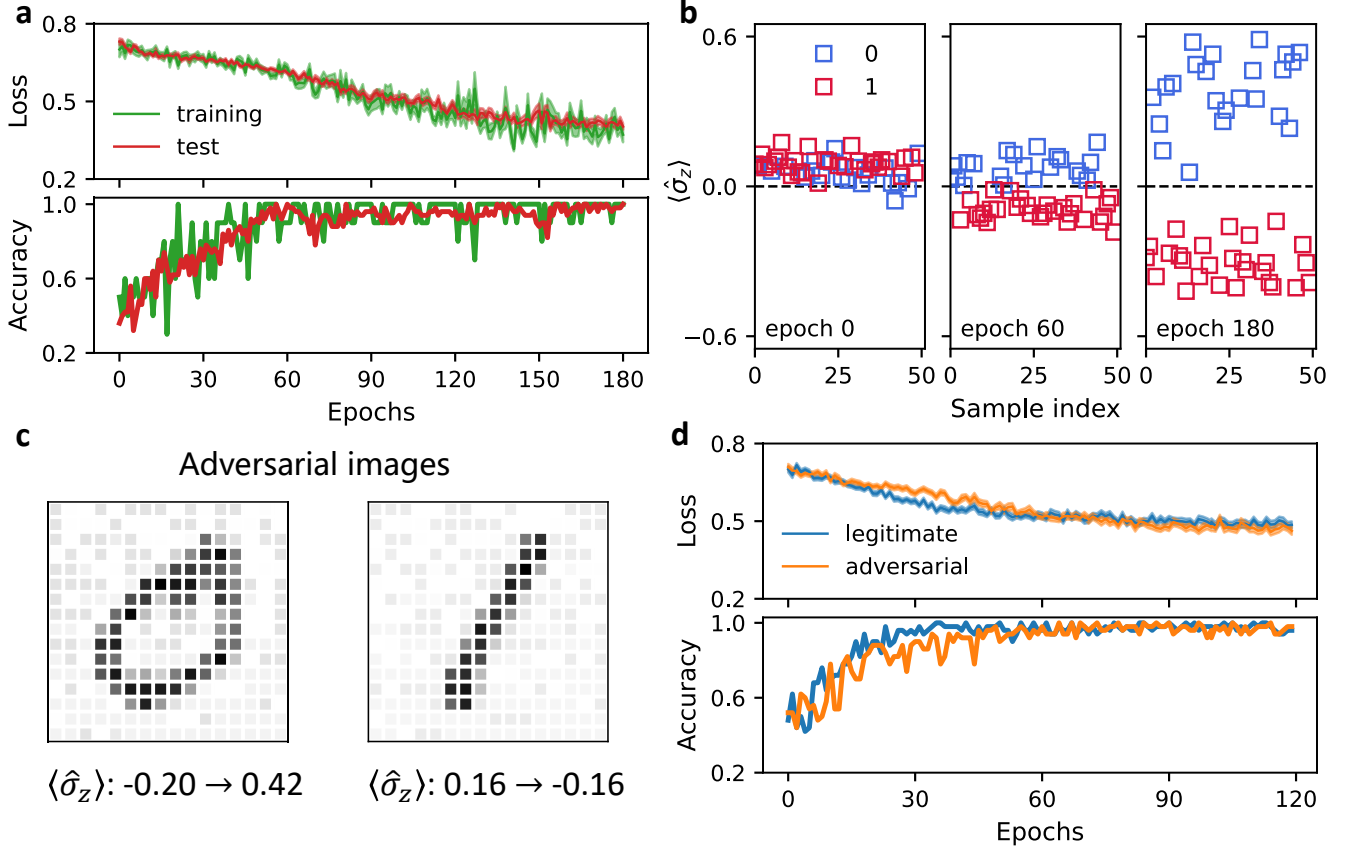 a
0.8
0.5
0.2
Loss
training
test
1.0
0.6
0.2
Accuracy
0 30 60 90 120 150 180
Epochs
b
0.6
0.0
−0.6
⟨σ̂z⟩
0
1
epoch 0
epoch 60
epoch 180
0 25 0 25 0 25 50
Sample index
c
Adversarial images
⟨σ̂z⟩: -0.20 → 0.42
⟨σ̂z⟩: 0.16 → -0.16
d
0.8
0.5
0.2
Loss
legitimate
adversarial
1.0
0.6
0.2
Accuracy
0 30 60 90 120
Epochs